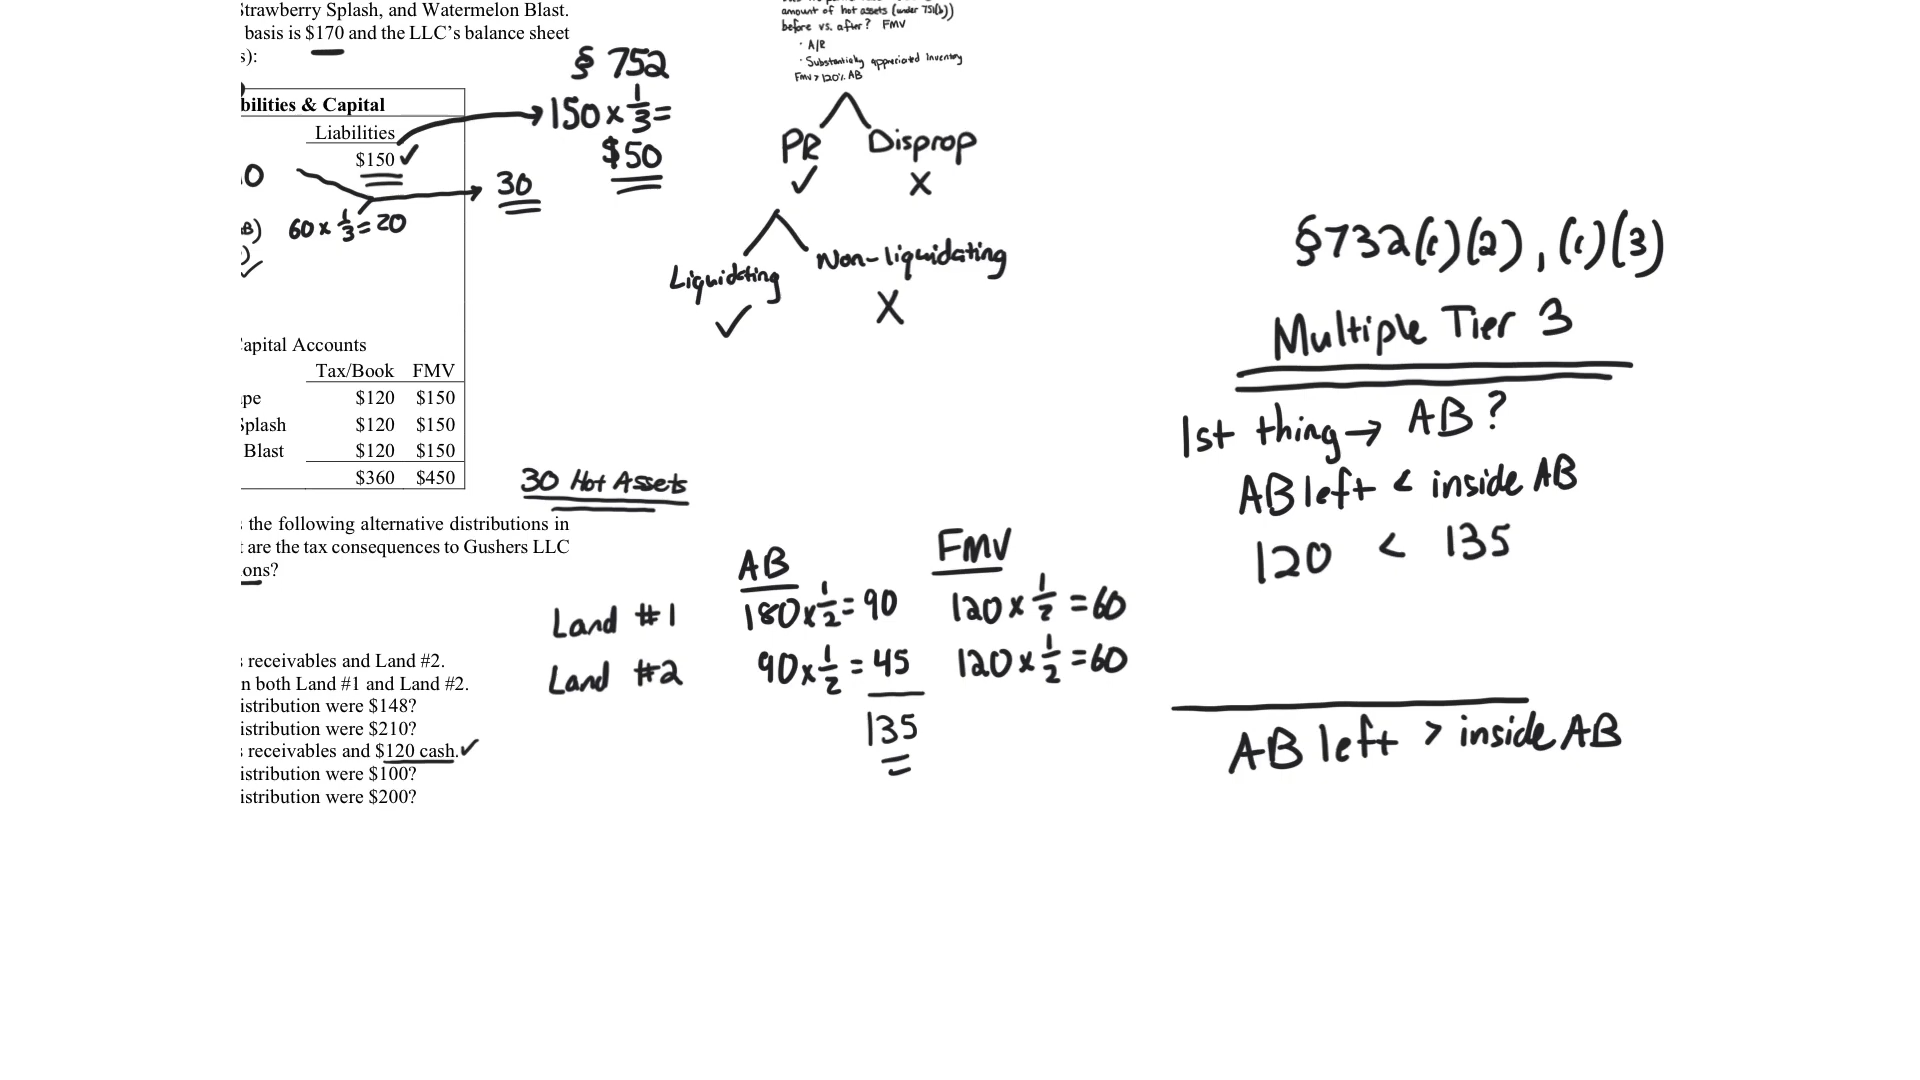 Strawberry Splash, and Watermelon Blast.
basis is $170 and the LLC's balance sheet
s):
bilities & Capital
Liabilities
$150 ✓
0
60 x 1/3 = 20
B)
)
✓
30
§ 752
150 x 1/3 =
$50
apital Accounts
Tax/Book FMV
ape $120 $150
Splash $120 $150
Blast $120 $150
$360 $450
the following alternative distributions in
t are the tax consequences to Gushers LLC
ons?
receivables and Land #2.
n both Land #1 and Land #2.
istribution were $148?
istribution were $210?
receivables and $120 cash. ✓
istribution were $100?
istribution were $200?
amount of hot assets (under 751(b))
before vs. after? FMV
· A/R
· Substantially appreciated Inventory
FMV > 120% AB
PR Disprop
✓ X
Liquidating Non-liquidating
✓ X
30 Hot Assets
AB FMV
Land #1 180 x 1/2 = 90 120 x 1/2 = 60
Land #2 90 x 1/2 = 45 120 x 1/2 = 60
135
§732(c)(2), (c)(3)
Multiple Tier 3
1st thing → AB?
AB left < inside AB
120 < 135
AB left > inside AB